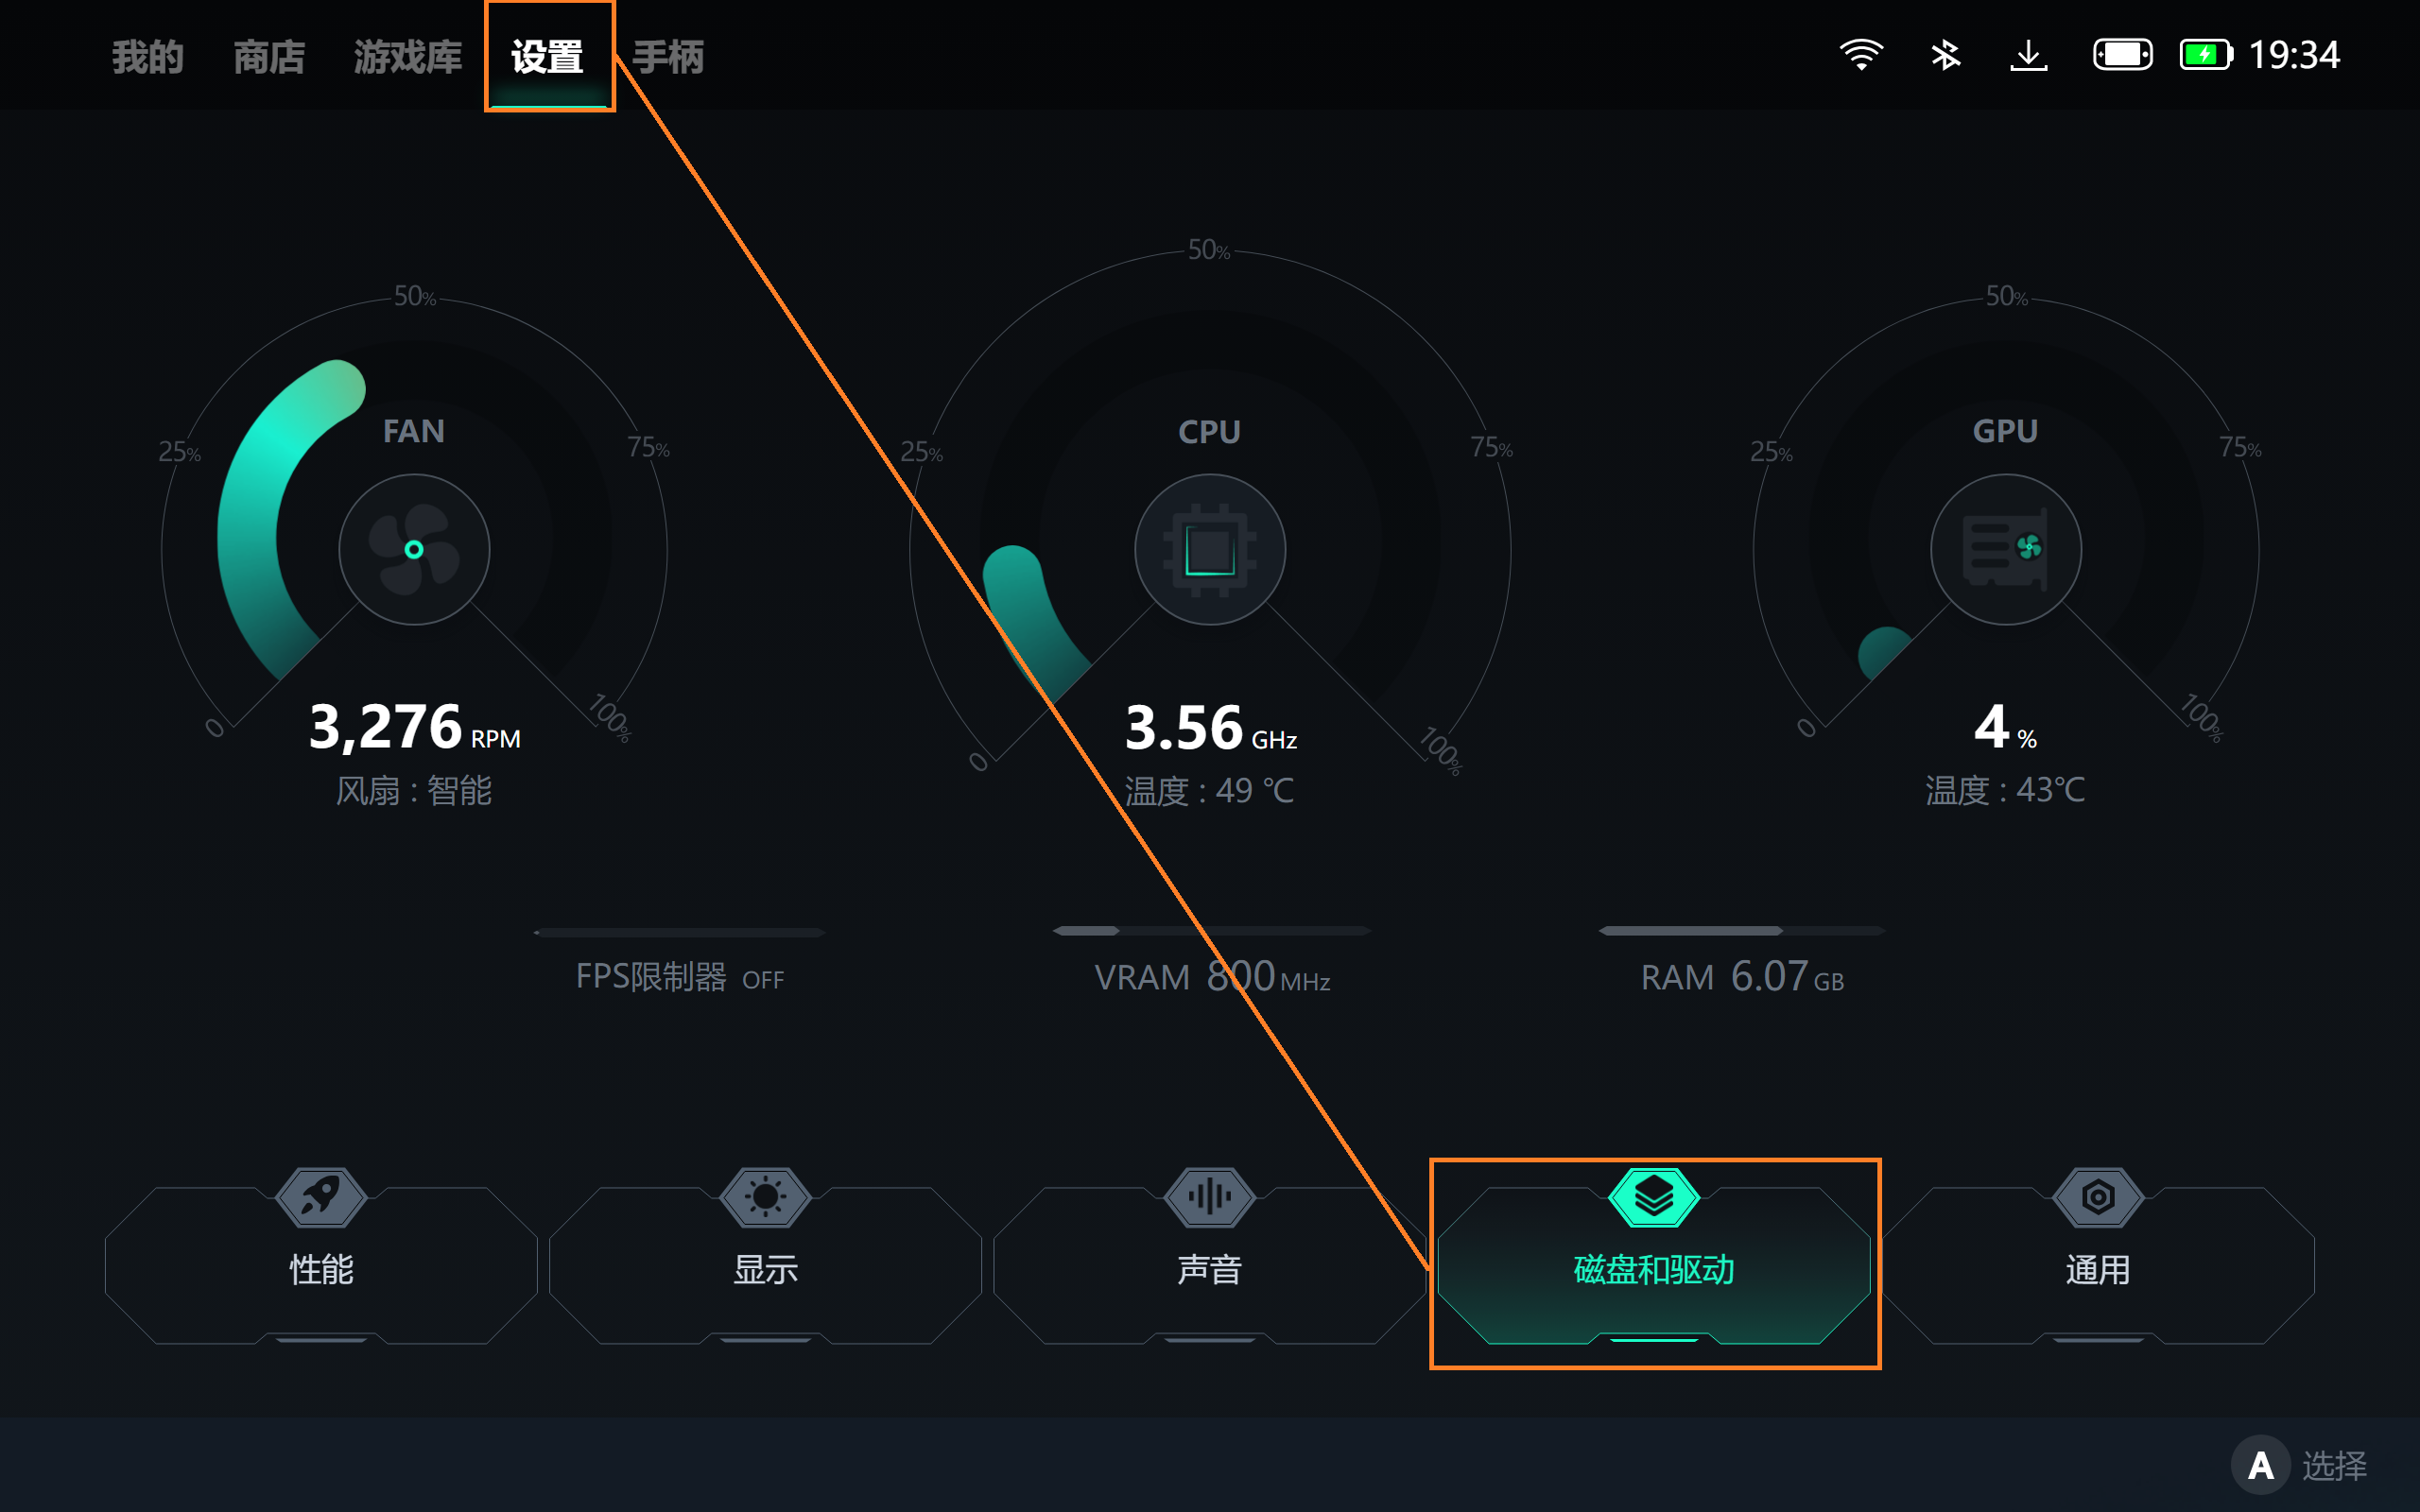 我的 商店 游戏库 设置 手柄 19:34
50%
25%
75%
FAN
0
100%
3,276 RPM
风扇 : 智能
50%
25%
75%
CPU
0
100%
3.56 GHz
温度 : 49 ℃
50%
25%
75%
GPU
0
100%
4 %
温度 : 43℃
FPS限制器 OFF
VRAM 800 MHz
RAM 6.07 GB
性能
显示
声音
磁盘和驱动
通用
A 选择